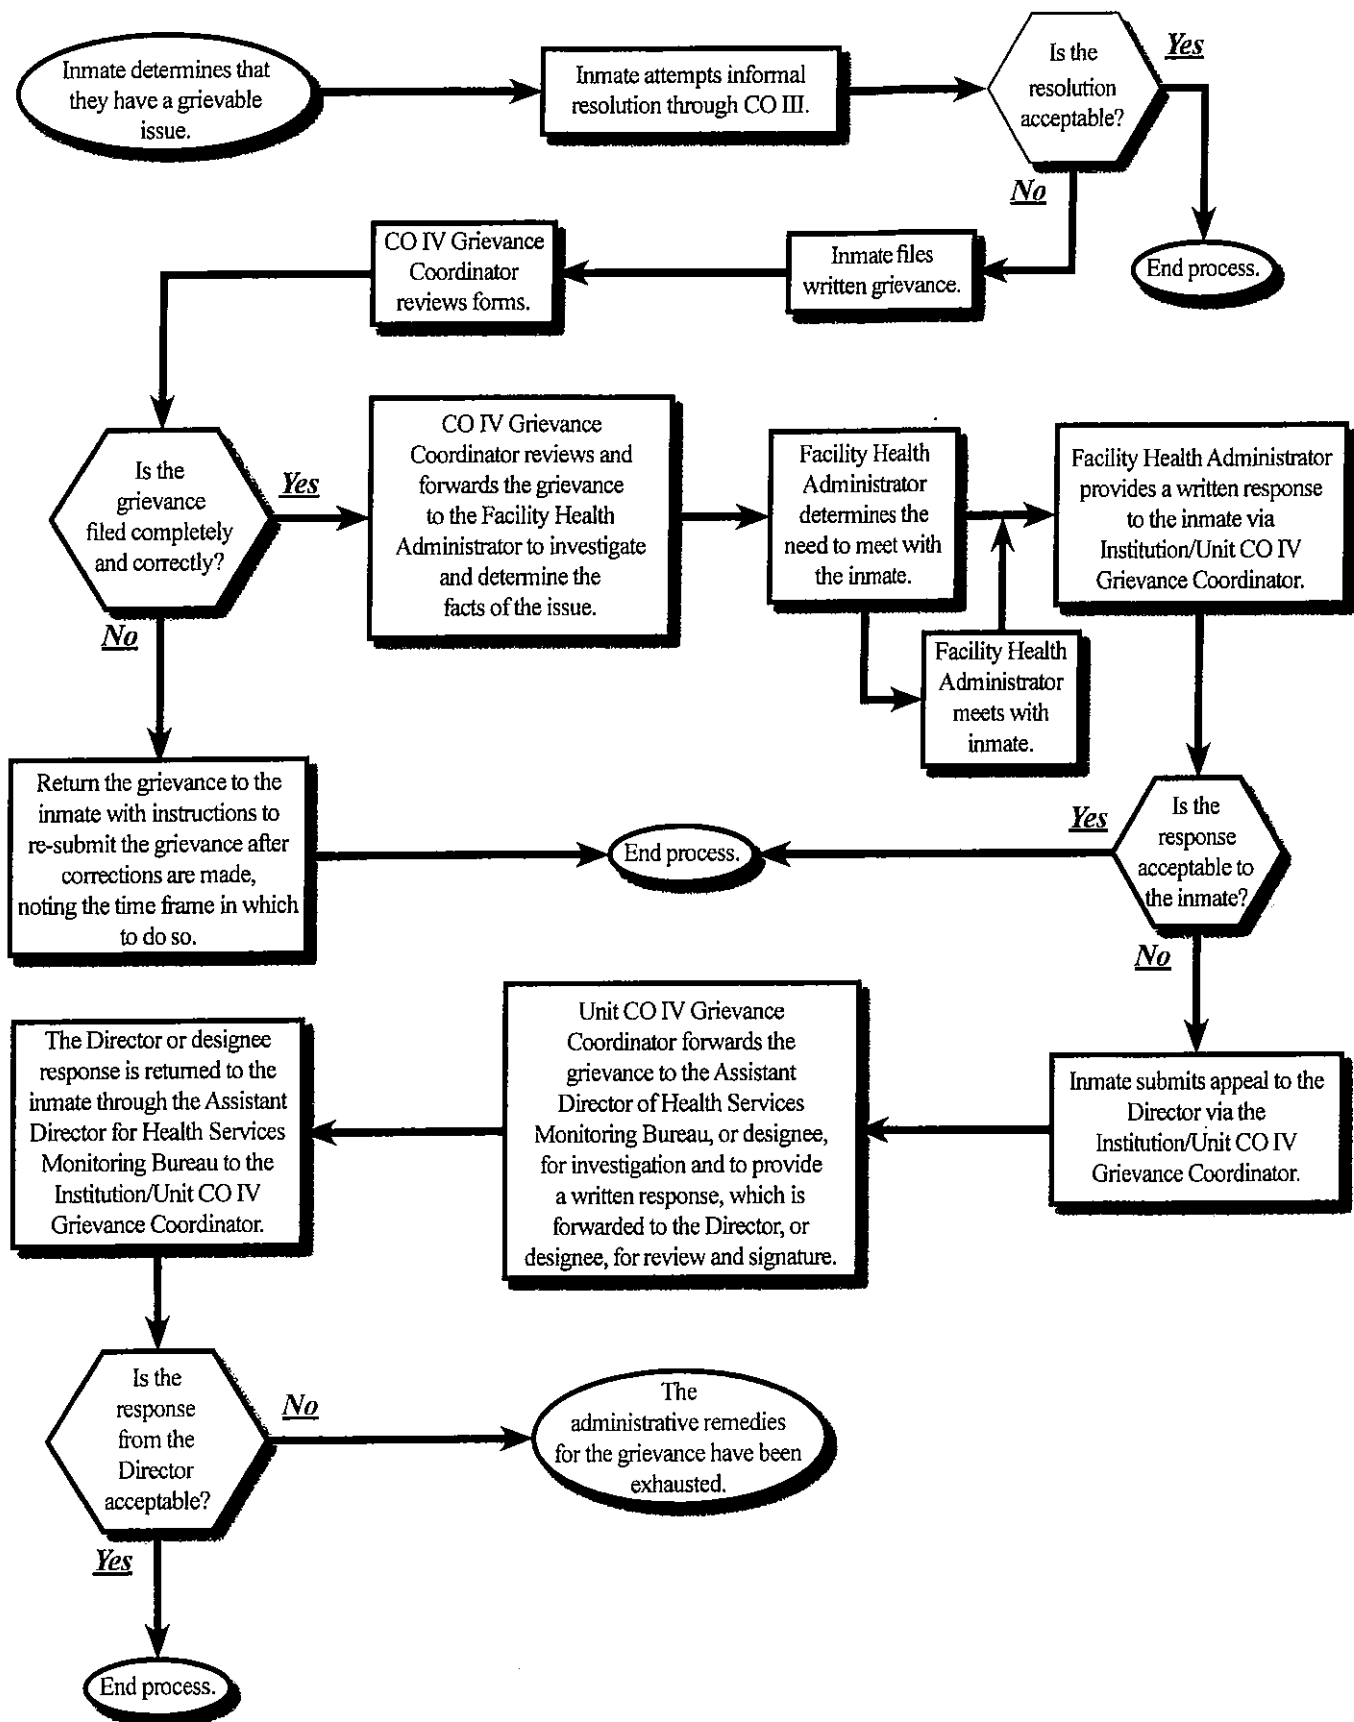 Inmate determines that
they have a grievable
issue.
Inmate attempts informal
resolution through CO III.
Is the
resolution
acceptable?
Yes
No
End process.
Inmate files
written grievance.
CO IV Grievance
Coordinator
reviews forms.
Is the
grievance
filed completely
and correctly?
Yes
No
CO IV Grievance
Coordinator reviews and
forwards the grievance
to the Facility Health
Administrator to investigate
and determine the
facts of the issue.
Facility Health
Administrator
determines the
need to meet with
the inmate.
Facility Health
Administrator
meets with
inmate.
Facility Health Administrator
provides a written response
to the inmate via
Institution/Unit CO IV
Grievance Coordinator.
Return the grievance to the
inmate with instructions to
re-submit the grievance after
corrections are made,
noting the time frame in which
to do so.
End process.
Yes
Is the
response
acceptable to
the inmate?
No
Inmate submits appeal to the
Director via the
Institution/Unit CO IV
Grievance Coordinator.
Unit CO IV Grievance
Coordinator forwards the
grievance to the Assistant
Director of Health Services
Monitoring Bureau, or designee,
for investigation and to provide
a written response, which is
forwarded to the Director, or
designee, for review and signature.
The Director or designee
response is returned to the
inmate through the Assistant
Director for Health Services
Monitoring Bureau to the
Institution/Unit CO IV
Grievance Coordinator.
Is the
response
from the
Director
acceptable?
No
The
administrative remedies
for the grievance have been
exhausted.
Yes
End process.